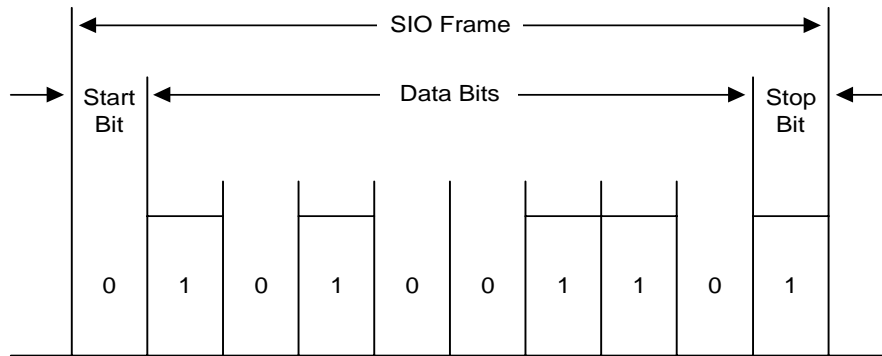 SIO Frame
Start Bit
Data Bits
Stop Bit
0 1 0 1 0 0 1 1 0 1